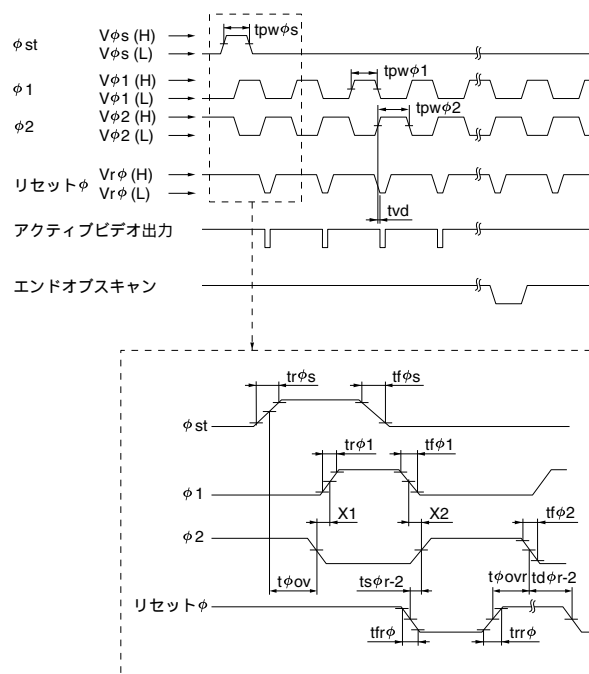 tpwφs
φst
Vφs (H)
Vφs (L)
φ1
Vφ1 (H)
Vφ1 (L)
tpwφ1
φ2
Vφ2 (H)
Vφ2 (L)
tpwφ2
リセットφ
Vrφ (H)
Vrφ (L)
tvd
アクティブビデオ出力
エンドオブスキャン
trφs
tfφs
φst
trφ1
tfφ1
φ1
X1
X2
tfφ2
φ2
tφov
tsφr-2
tφovr
tdφr-2
リセットφ
tfrφ
trrφ